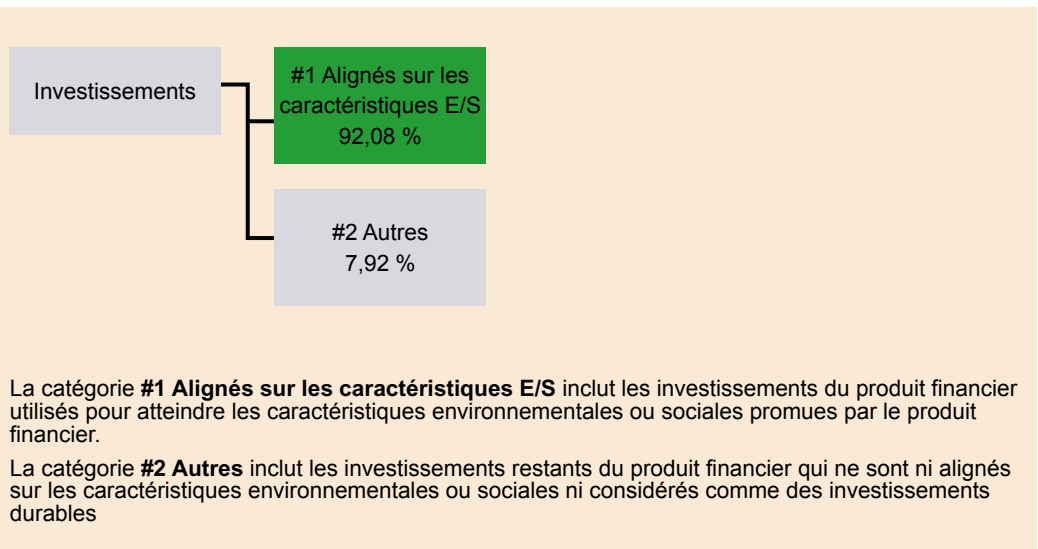 Investissements
#1 Alignés sur les
caractéristiques E/S
92,08 %
#2 Autres
7,92 %
La catégorie #1 Alignés sur les caractéristiques E/S inclut les investissements du produit financier
utilisés pour atteindre les caractéristiques environnementales ou sociales promues par le produit
financier.
La catégorie #2 Autres inclut les investissements restants du produit financier qui ne sont ni alignés
sur les caractéristiques environnementales ou sociales ni considérés comme des investissements
durables